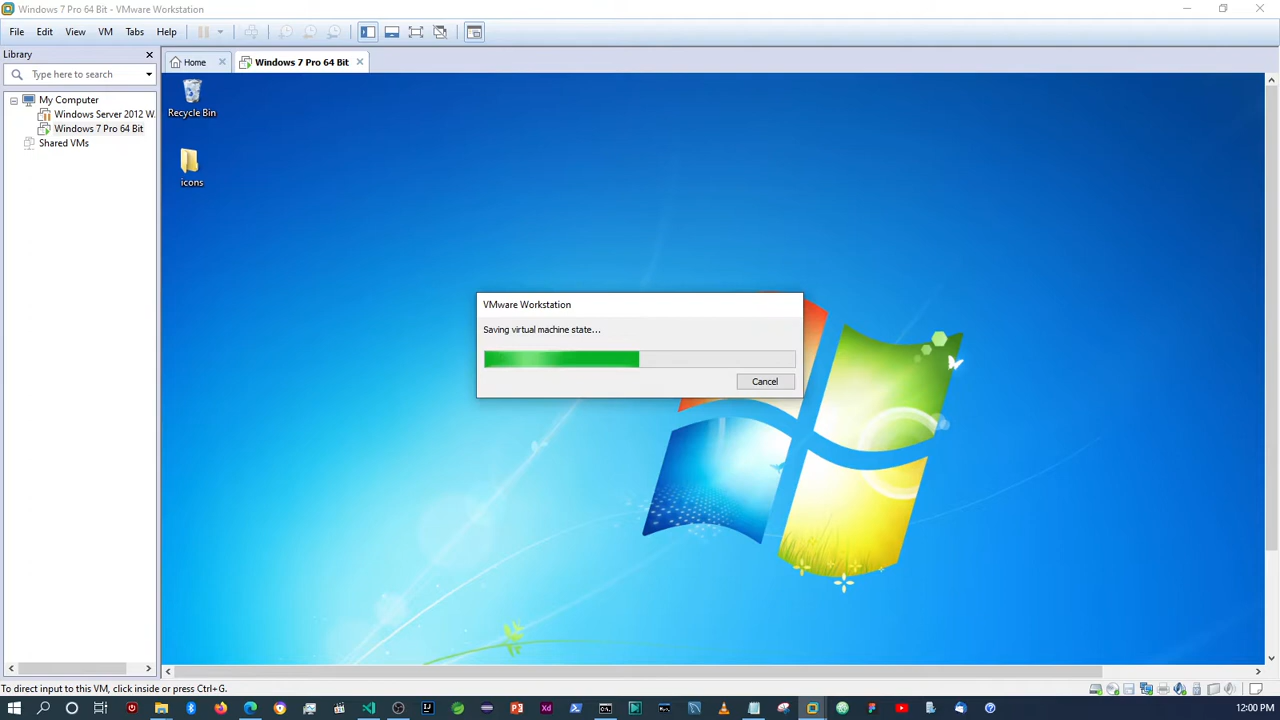 Windows 7 Pro 64 Bit - VMware Workstation
File Edit View VM Tabs Help
Library
Type here to search
My Computer
Windows Server 2012 W
Windows 7 Pro 64 Bit
Shared VMs
Home
Windows 7 Pro 64 Bit
Recycle Bin
icons
VMware Workstation
Saving virtual machine state...
Cancel
To direct input to this VM, click inside or press Ctrl+G.
12:00 PM